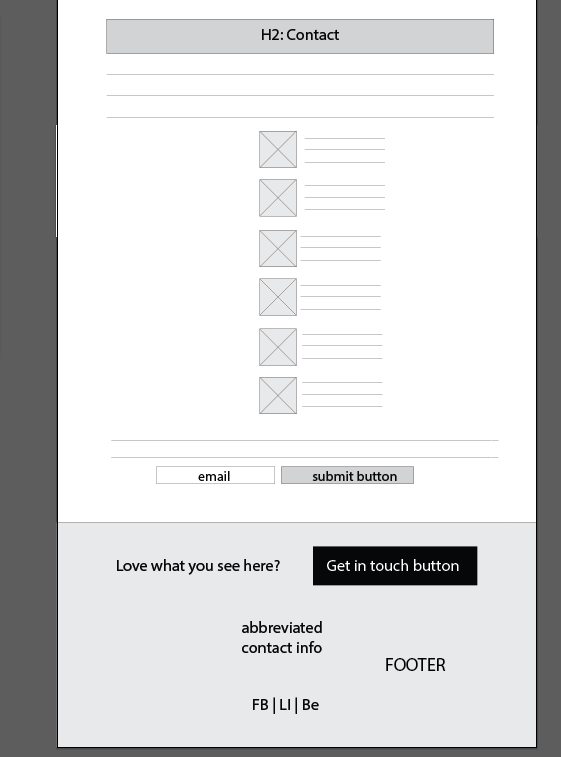 H2: Contact
email
submit button
Love what you see here?
Get in touch button
abbreviated
contact info
FOOTER
FB | LI | Be